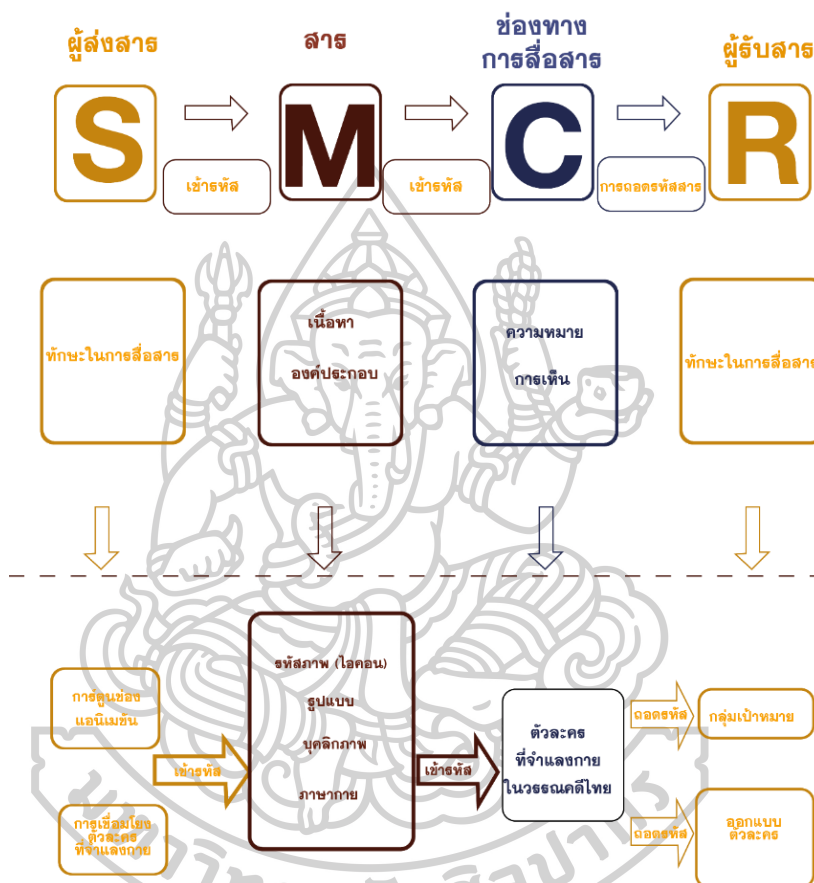 ผู้ส่งสาร
สาร
ช่องทาง
การสื่อสาร
ผู้รับสาร
S
M
C
R
เข้ารหัส
เข้ารหัส
การถอดรหัสสาร
ทักษะในการสื่อสาร
เนื้อหา
องค์ประกอบ
ความหมาย
การเห็น
ทักษะในการสื่อสาร
การ์ตูนช่อง
แอนิเมชัน
การเชื่อมโยง
ตัวละคร
ที่จำแลงกาย
เข้ารหัส
รหัสภาพ (ไอคอน)
รูปแบบ
บุคลิกภาพ
ภาษากาย
เข้ารหัส
ตัวละคร
ที่จำแลงกาย
ในวรรณคดีไทย
ถอดรหัส
กลุ่มเป้าหมาย
ถอดรหัส
ออกแบบ
ตัวละคร